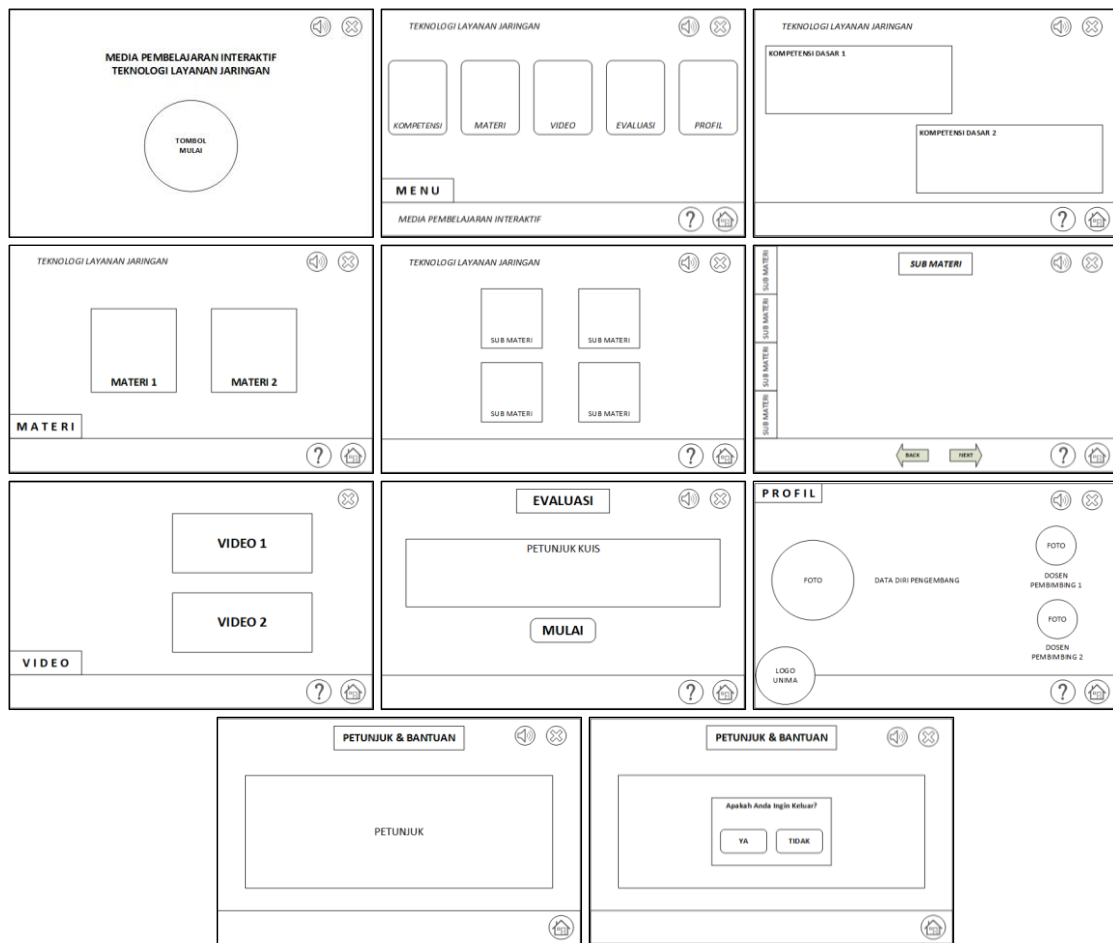 MEDIA PEMBELAJARAN INTERAKTIF
TEKNOLOGI LAYANAN JARINGAN
TOMBOL
MULAI
TEKNOLOGI LAYANAN JARINGAN
KOMPETENSI
MATERI
VIDEO
EVALUASI
PROFIL
MENU
MEDIA PEMBELAJARAN INTERAKTIF
?
TEKNOLOGI LAYANAN JARINGAN
KOMPETENSI DASAR 1
KOMPETENSI DASAR 2
?
TEKNOLOGI LAYANAN JARINGAN
MATERI 1
MATERI 2
MATERI
?
TEKNOLOGI LAYANAN JARINGAN
SUB MATERI
SUB MATERI
SUB MATERI
SUB MATERI
?
SUB MATERI
SUB MATERI
SUB MATERI
SUB MATERI
SUB MATERI
BACK
NEXT
?
VIDEO 1
VIDEO 2
VIDEO
?
EVALUASI
PETUNJUK KUIS
MULAI
?
PROFIL
FOTO
DATA DIRI PENGEMBANG
FOTO
DOSEN
PEMBIMBING 1
FOTO
DOSEN
PEMBIMBING 2
LOGO
UNIMA
?
PETUNJUK & BANTUAN
PETUNJUK
PETUNJUK & BANTUAN
Apakah Anda Ingin Keluar?
YA
TIDAK